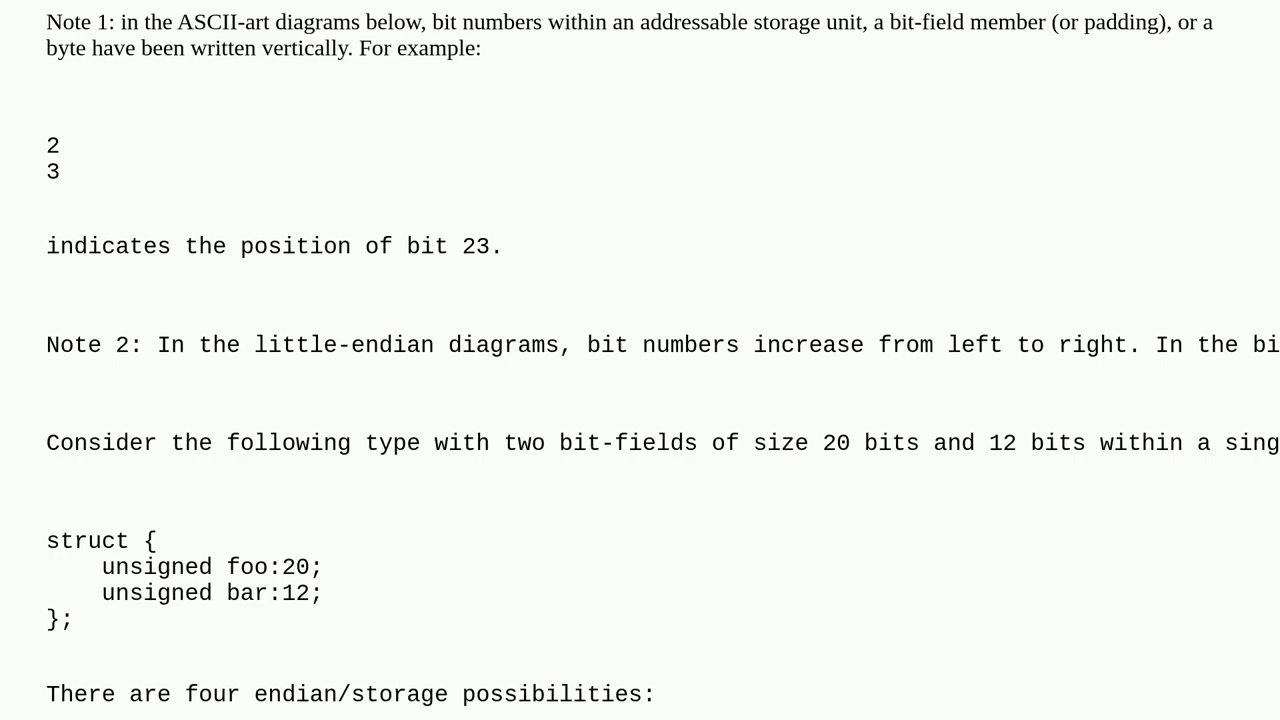 Note 1: in the ASCII-art diagrams below, bit numbers within an addressable storage unit, a bit-field member (or padding), or a
byte have been written vertically. For example:
2
3
indicates the position of bit 23.
Note 2: In the little-endian diagrams, bit numbers increase from left to right. In the bi
Consider the following type with two bit-fields of size 20 bits and 12 bits within a sing
struct {
    unsigned foo:20;
    unsigned bar:12;
};
There are four endian/storage possibilities: